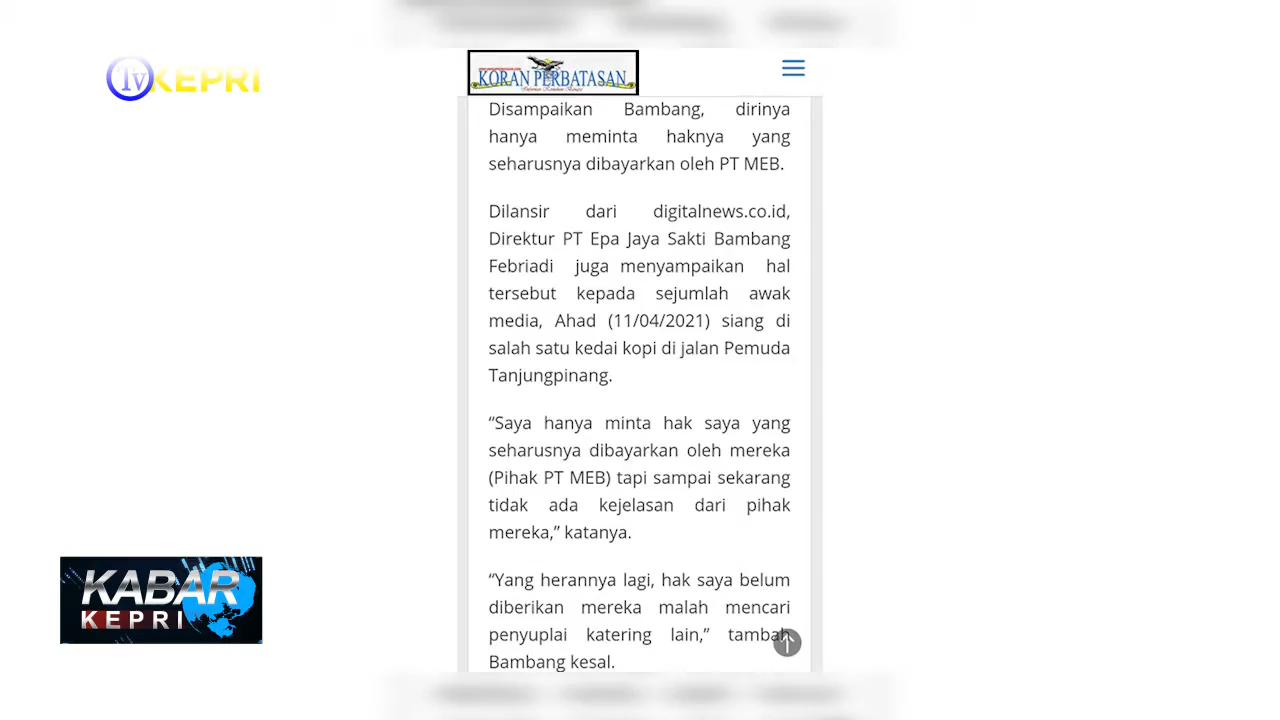 TV KEPRI
KORAN PERBATASAN
Disampaikan Bambang, dirinya
hanya meminta haknya yang
seharusnya dibayarkan oleh PT MEB.
Dilansir dari digitalnews.co.id,
Direktur PT Epa Jaya Sakti Bambang
Febriadi juga menyampaikan hal
tersebut kepada sejumlah awak
media, Ahad (11/04/2021) siang di
salah satu kedai kopi di jalan Pemuda
Tanjungpinang.
“Saya hanya minta hak saya yang
seharusnya dibayarkan oleh mereka
(Pihak PT MEB) tapi sampai sekarang
tidak ada kejelasan dari pihak
mereka,” katanya.
“Yang herannya lagi, hak saya belum
diberikan mereka malah mencari
penyuplai katering lain,” tambah
Bambang kesal.
KABAR
KEPRI